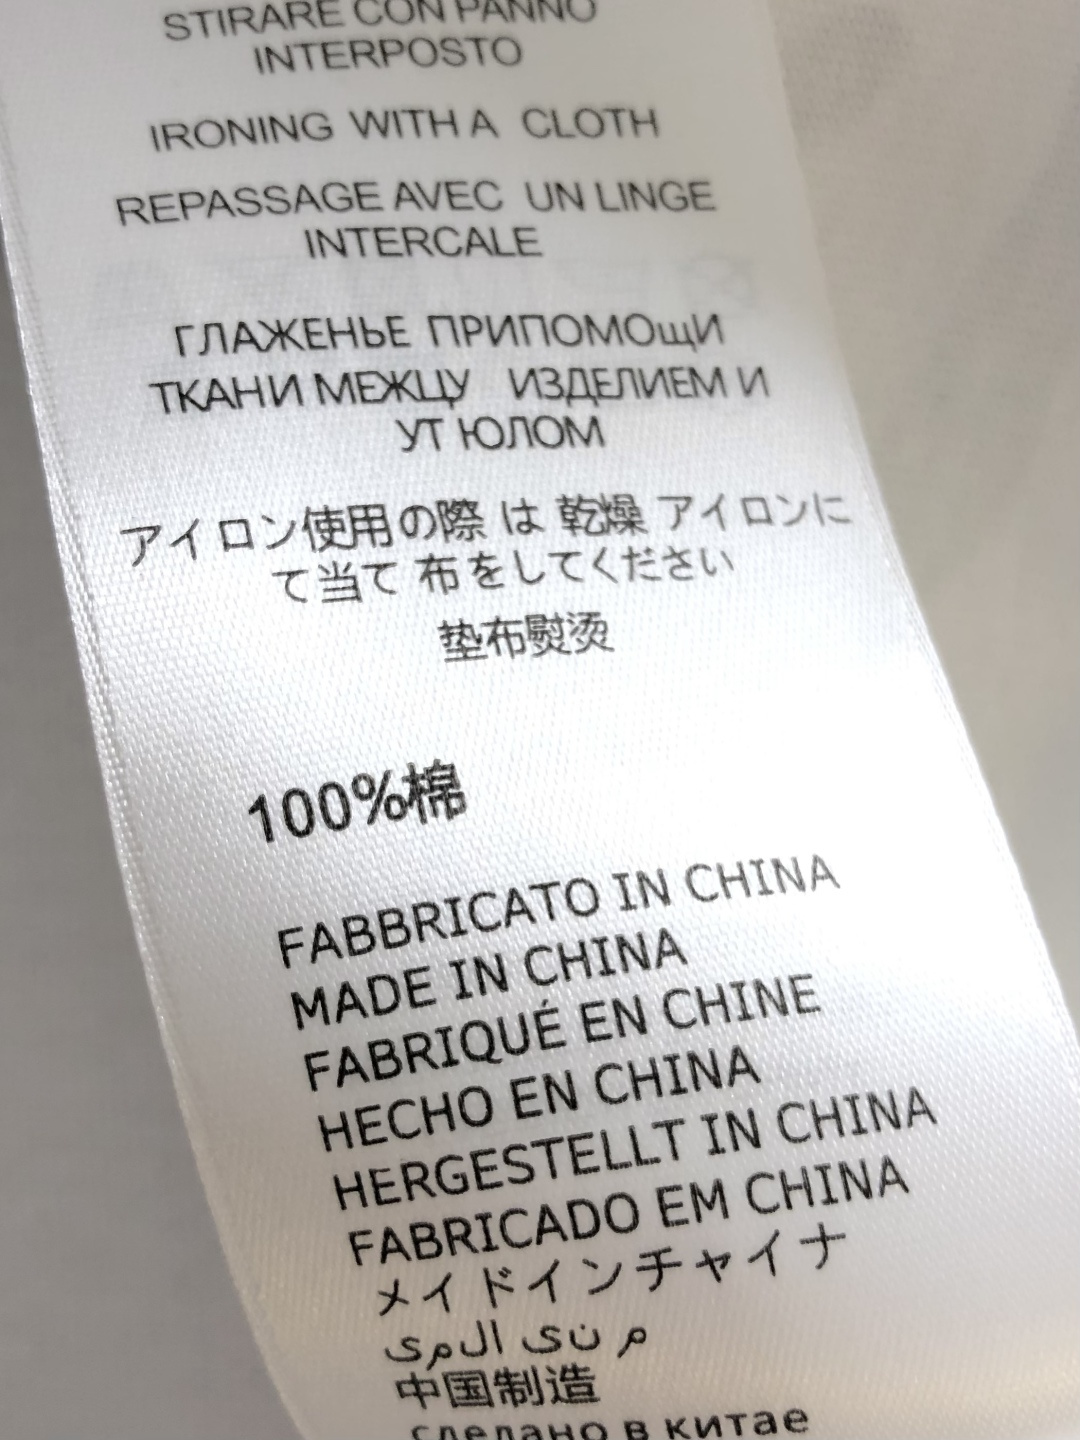 STIRARE CON PANNO
INTERPOSTO
IRONING WITH A CLOTH
REPASSAGE AVEC UN LINGE
INTERCALE
ГЛАЖЕНЬЕ ПРИПОМОщИ
ТКАНИ МЕЖЦУ ИЗДЕЛИЕМ И
УТ ЮЛОМ
アイロン使用の際 は 乾燥 アイロンに
て当て 布をしてください
垫布熨烫
100%棉
FABBRICATO IN CHINA
MADE IN CHINA
FABRIQUÉ EN CHINE
HECHO EN CHINA
HERGESTELLT IN CHINA
FABRICADO EM CHINA
メイドインチャイナ
م نى المى
中国制造
сделано в китае